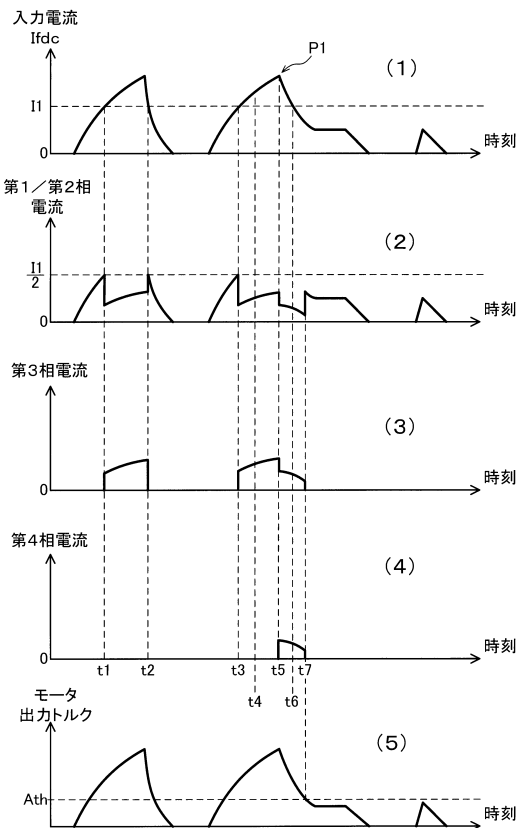 入力電流
Ifdc
P1
(1)
I1
0
時刻
第1／第2相
電流
(2)
I1
2
0
時刻
第3相電流
(3)
0
時刻
第4相電流
(4)
0
時刻
t1 t2 t3 t5 t7
t4 t6
モータ
出力トルク
(5)
Ath
0
時刻